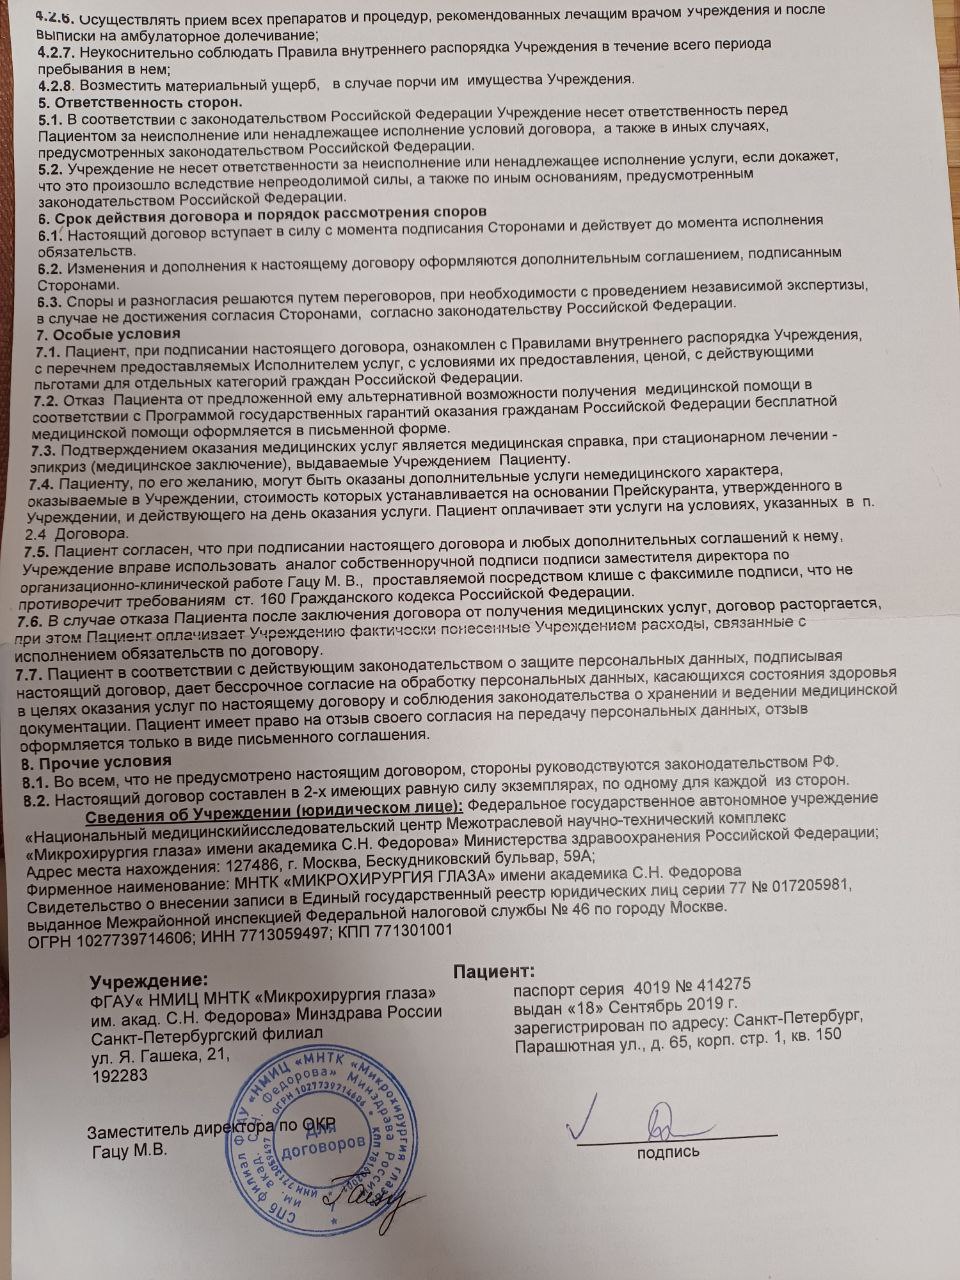 4.2.6. Осуществлять прием всех препаратов и процедур, рекомендованных лечащим врачом Учреждения и после
выписки на амбулаторное долечивание;
4.2.7. Неукоснительно соблюдать Правила внутреннего распорядка Учреждения в течение всего периода
пребывания в нем;
4.2.8. Возместить материальный ущерб, в случае порчи им имущества Учреждения.
5. Ответственность сторон.
5.1. В соответствии с законодательством Российской Федерации Учреждение несет ответственность перед
Пациентом за неисполнение или ненадлежащее исполнение условий договора, а также в иных случаях,
предусмотренных законодательством Российской Федерации.
5.2. Учреждение не несет ответственности за неисполнение или ненадлежащее исполнение услуги, если докажет,
что это произошло вследствие непреодолимой силы, а также по иным основаниям, предусмотренным
законодательством Российской Федерации.
6. Срок действия договора и порядок рассмотрения споров
6.1. Настоящий договор вступает в силу с момента подписания Сторонами и действует до момента исполнения
обязательств.
6.2. Изменения и дополнения к настоящему договору оформляются дополнительным соглашением, подписанным
Сторонами.
6.3. Споры и разногласия решаются путем переговоров, при необходимости с проведением независимой экспертизы,
в случае не достижения согласия Сторонами, согласно законодательству Российской Федерации.
7. Особые условия
7.1. Пациент, при подписании настоящего договора, ознакомлен с Правилами внутреннего распорядка Учреждения,
с перечнем предоставляемых Исполнителем услуг, с условиями их предоставления, ценой, с действующими
льготами для отдельных категорий граждан Российской Федерации.
7.2. Отказ Пациента от предложенной ему альтернативной возможности получения медицинской помощи в
соответствии с Программой государственных гарантий оказания гражданам Российской Федерации бесплатной
медицинской помощи оформляется в письменной форме.
7.3. Подтверждением оказания медицинских услуг является медицинская справка, при стационарном лечении -
эпикриз (медицинское заключение), выдаваемые Учреждением Пациенту.
7.4. Пациенту, по его желанию, могут быть оказаны дополнительные услуги немедицинского характера,
оказываемые в Учреждении, стоимость которых устанавливается на основании Прейскуранта, утвержденного в
Учреждении, и действующего на день оказания услуги. Пациент оплачивает эти услуги на условиях, указанных в п.
2.4 Договора.
7.5. Пациент согласен, что при подписании настоящего договора и любых дополнительных соглашений к нему,
Учреждение вправе использовать аналог собственноручной подписи подписи заместителя директора по
организационно-клинической работе Гацу М. В., проставляемой посредством клише с факсимиле подписи, что не
противоречит требованиям ст. 160 Гражданского кодекса Российской Федерации.
7.6. В случае отказа Пациента после заключения договора от получения медицинских услуг, договор расторгается,
при этом Пациент оплачивает Учреждению фактически понесенные Учреждением расходы, связанные с
исполнением обязательств по договору.
7.7. Пациент в соответствии с действующим законодательством о защите персональных данных, подписывая
настоящий договор, дает бессрочное согласие на обработку персональных данных, касающихся состояния здоровья
в целях оказания услуг по настоящему договору и соблюдения законодательства о хранении и ведении медицинской
документации. Пациент имеет право на отзыв своего согласия на передачу персональных данных, отзыв
оформляется только в виде письменного соглашения.
8. Прочие условия
8.1. Во всем, что не предусмотрено настоящим договором, стороны руководствуются законодательством РФ.
8.2. Настоящий договор составлен в 2-х имеющих равную силу экземплярах, по одному для каждой из сторон.
Сведения об Учреждении (юридическом лице): Федеральное государственное автономное учреждение
«Национальный медицинскийисследовательский центр Межотраслевой научно-технический комплекс
«Микрохирургия глаза» имени академика С.Н. Федорова» Министерства здравоохранения Российской Федерации;
Адрес места нахождения: 127486, г. Москва, Бескудниковский бульвар, 59А;
Фирменное наименование: МНТК «МИКРОХИРУРГИЯ ГЛАЗА» имени академика С.Н. Федорова
Свидетельство о внесении записи в Единый государственный реестр юридических лиц серии 77 № 017205981,
выданное Межрайонной инспекцией Федеральной налоговой службы № 46 по городу Москве.
ОГРН 1027739714606; ИНН 7713059497; КПП 771301001
Учреждение:
ФГАУ« НМИЦ МНТК «Микрохирургия глаза»
им. акад. С.Н. Федорова» Минздрава России
Санкт-Петербургский филиал
ул. Я. Гашека, 21,
192283
Заместитель директора по ОКР
Гацу М.В.
СПб филиал ФГАУ «НМИЦ «МНТК «Микрохирургия глаза»
им. акад. С.Н. Федорова» Минздрава России
ОГРН 1027739714606 * КПП * ИНН 7713059497
Для
договоров
Пациент:
паспорт серия 4019 № 414275
выдан «18» Сентябрь 2019 г.
зарегистрирован по адресу: Санкт-Петербург,
Парашютная ул., д. 65, корп. стр. 1, кв. 150
подпись